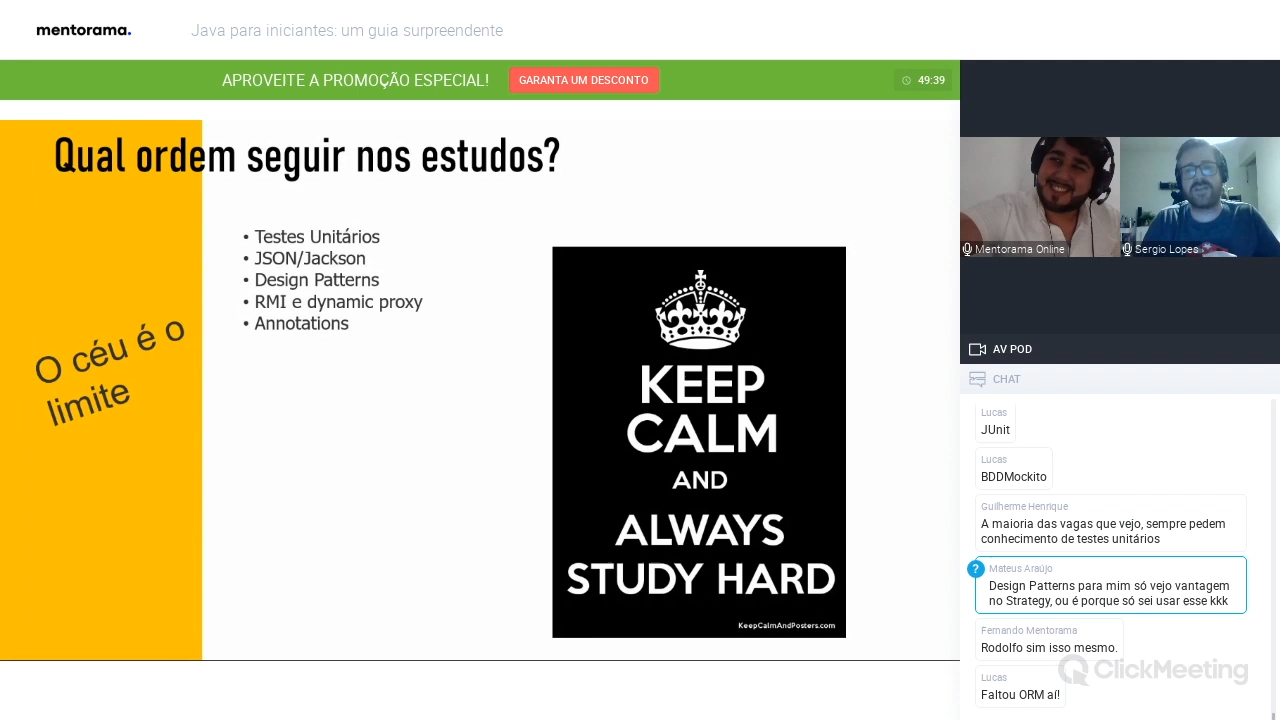 mentorama.
Java para iniciantes: um guia surpreendente
APROVEITE A PROMOÇÃO ESPECIAL!
GARANTA UM DESCONTO
49:39
Qual ordem seguir nos estudos?
• Testes Unitários
• JSON/Jackson
• Design Patterns
• RMI e dynamic proxy
• Annotations
O céu é o
limite
KEEP
CALM
AND
ALWAYS
STUDY HARD
KeepCalmAndPosters.com
Mentorama Online
Sergio Lopes
AV POD
CHAT
Lucas
JUnit
Lucas
BDDMockito
Guilherme Henrique
A maioria das vagas que vejo, sempre pedem
conhecimento de testes unitários
?
Mateus Araújo
Design Patterns para mim só vejo vantagem
no Strategy, ou é porque só sei usar esse kkk
Fernando Mentorama
Rodolfo sim isso mesmo.
Lucas
Faltou ORM aí!
ClickMeeting